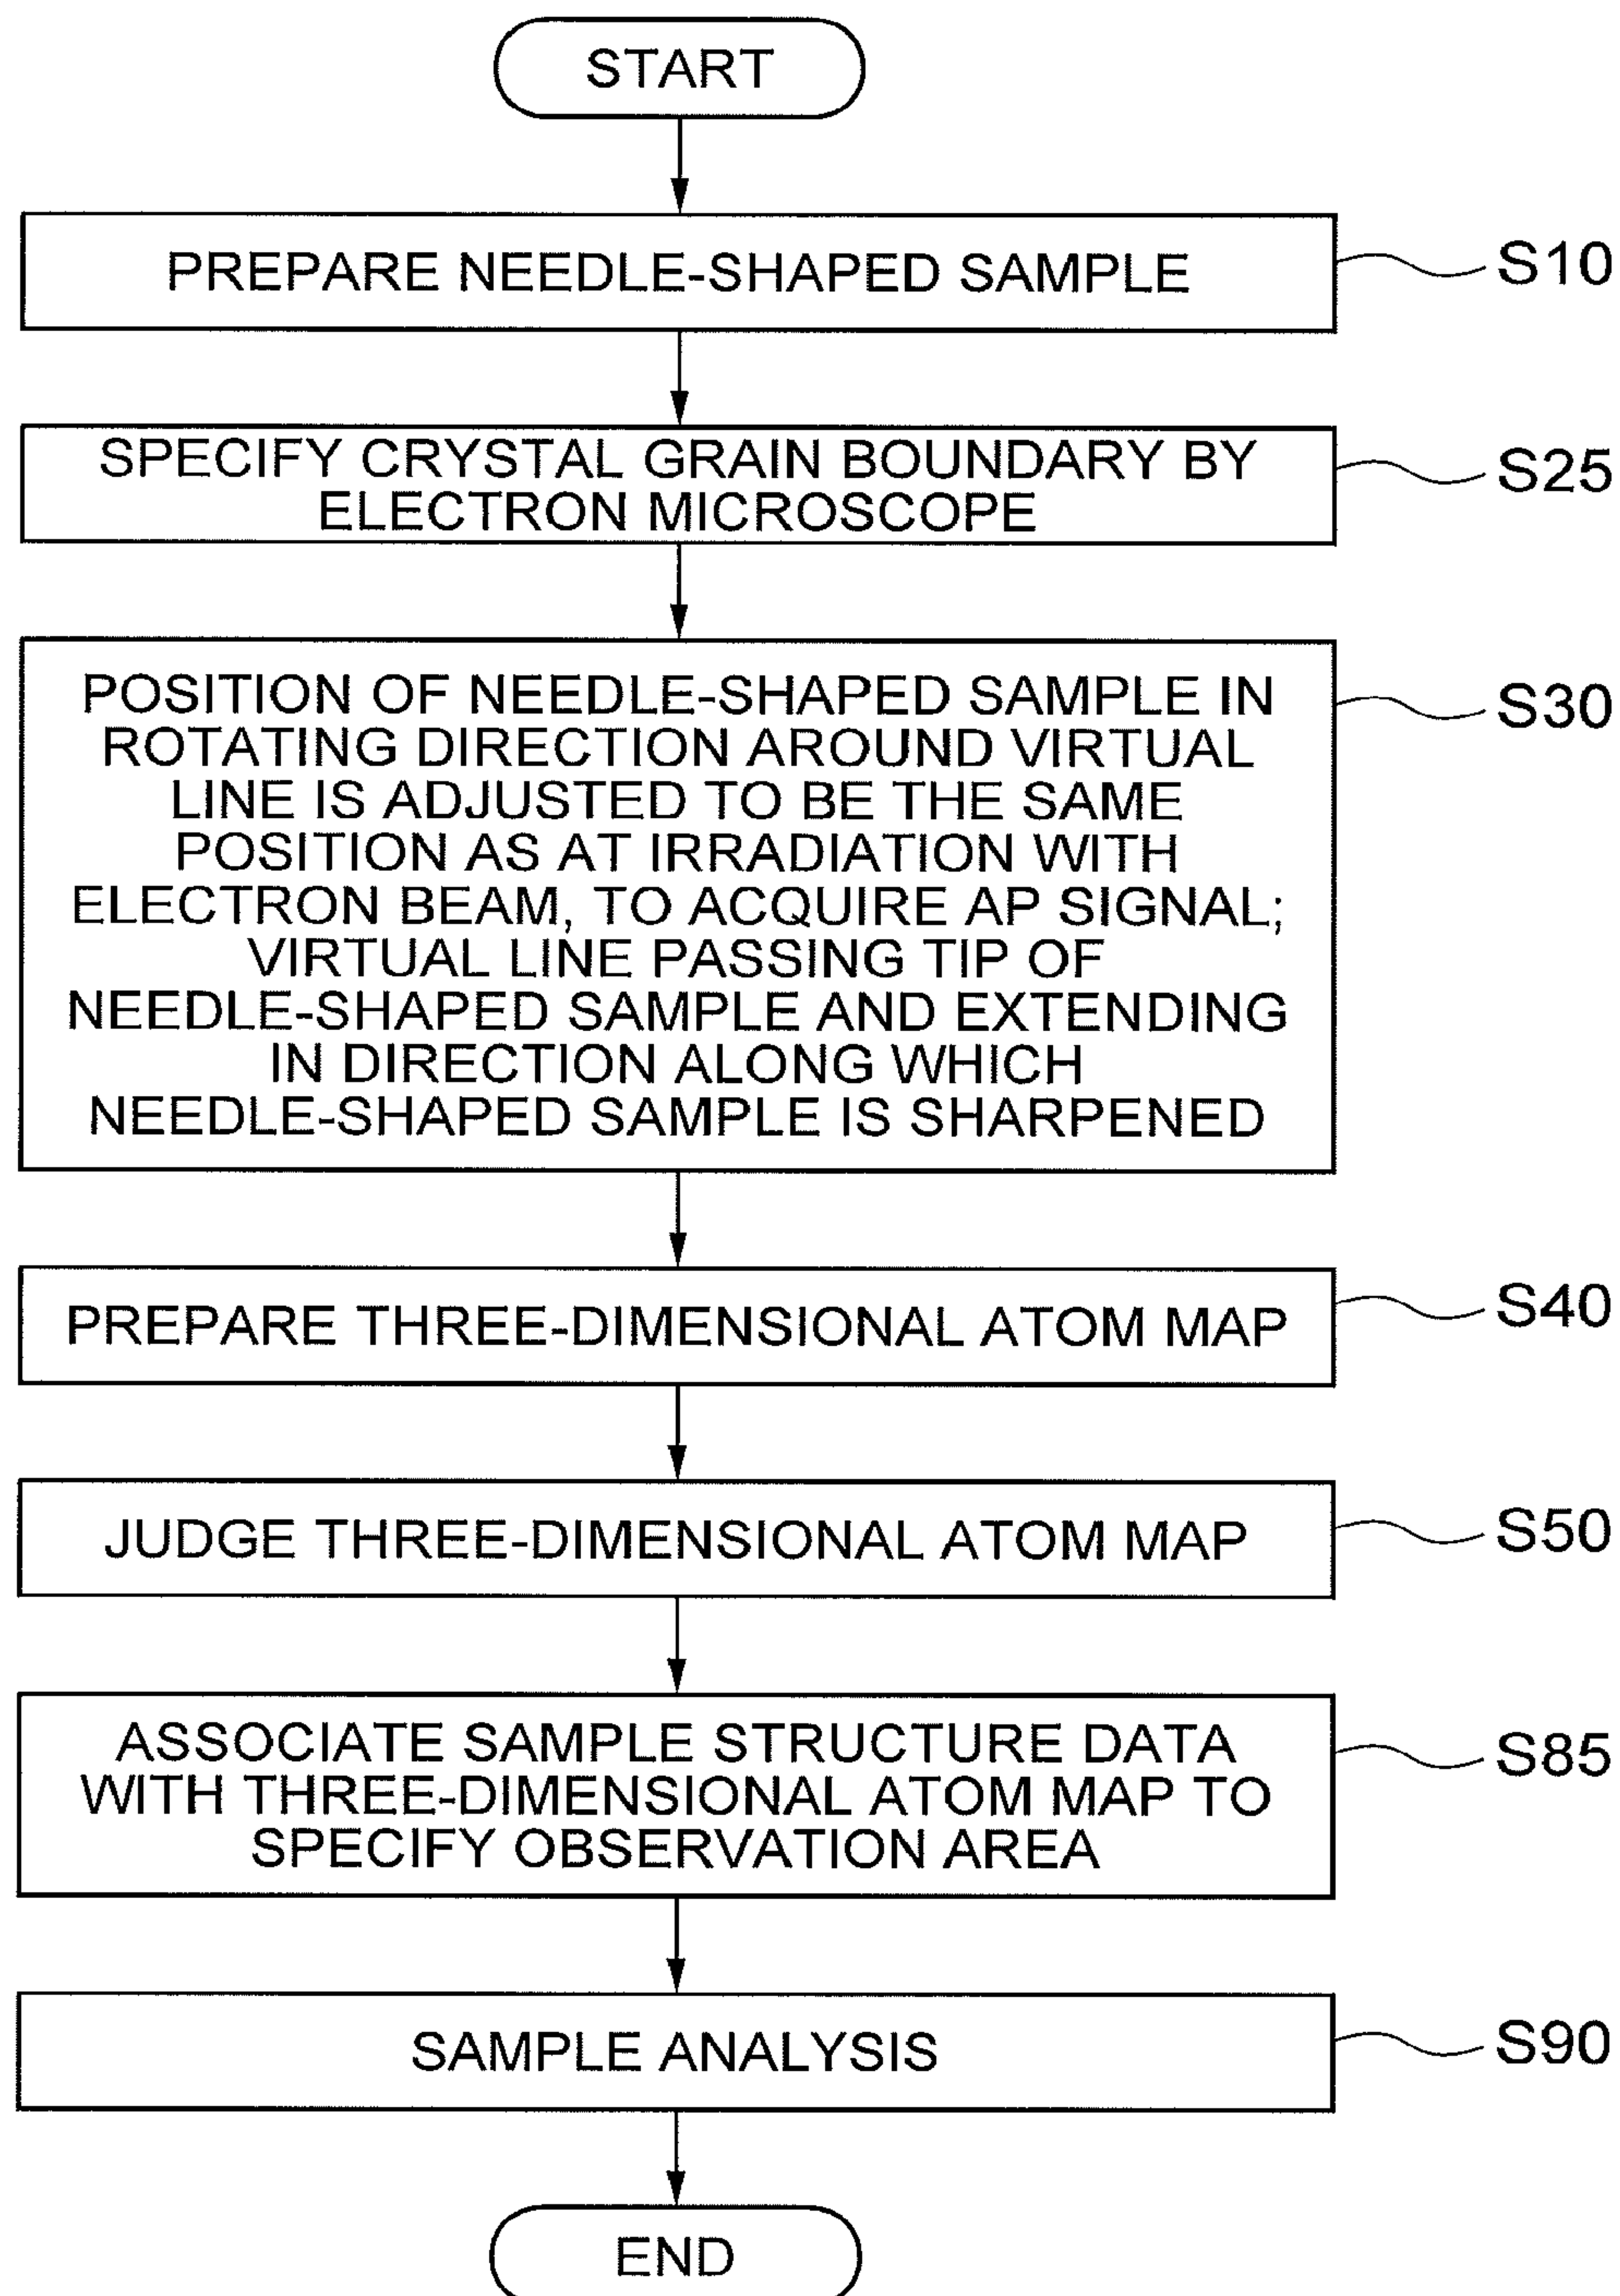 START
PREPARE NEEDLE-SHAPED SAMPLE
S10
SPECIFY CRYSTAL GRAIN BOUNDARY BY
ELECTRON MICROSCOPE
S25
POSITION OF NEEDLE-SHAPED SAMPLE IN
ROTATING DIRECTION AROUND VIRTUAL
LINE IS ADJUSTED TO BE THE SAME
POSITION AS AT IRRADIATION WITH
ELECTRON BEAM, TO ACQUIRE AP SIGNAL;
VIRTUAL LINE PASSING TIP OF
NEEDLE-SHAPED SAMPLE AND EXTENDING
IN DIRECTION ALONG WHICH
NEEDLE-SHAPED SAMPLE IS SHARPENED
S30
PREPARE THREE-DIMENSIONAL ATOM MAP
S40
JUDGE THREE-DIMENSIONAL ATOM MAP
S50
ASSOCIATE SAMPLE STRUCTURE DATA
WITH THREE-DIMENSIONAL ATOM MAP TO
SPECIFY OBSERVATION AREA
S85
SAMPLE ANALYSIS
S90
END